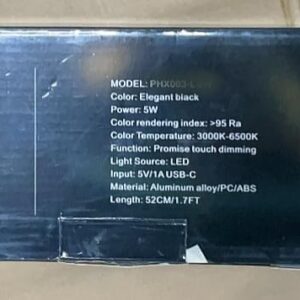 MODEL: PHX003-
Color: Elegant black
Power: 5W
Color rendering index: >95 Ra
Color Temperature: 3000K-6500K
Function: Promise touch dimming
Light Source: LED
Input: 5V/1A USB-C
Material: Aluminum alloy/PC/ABS
Length: 52CM/1.7FT